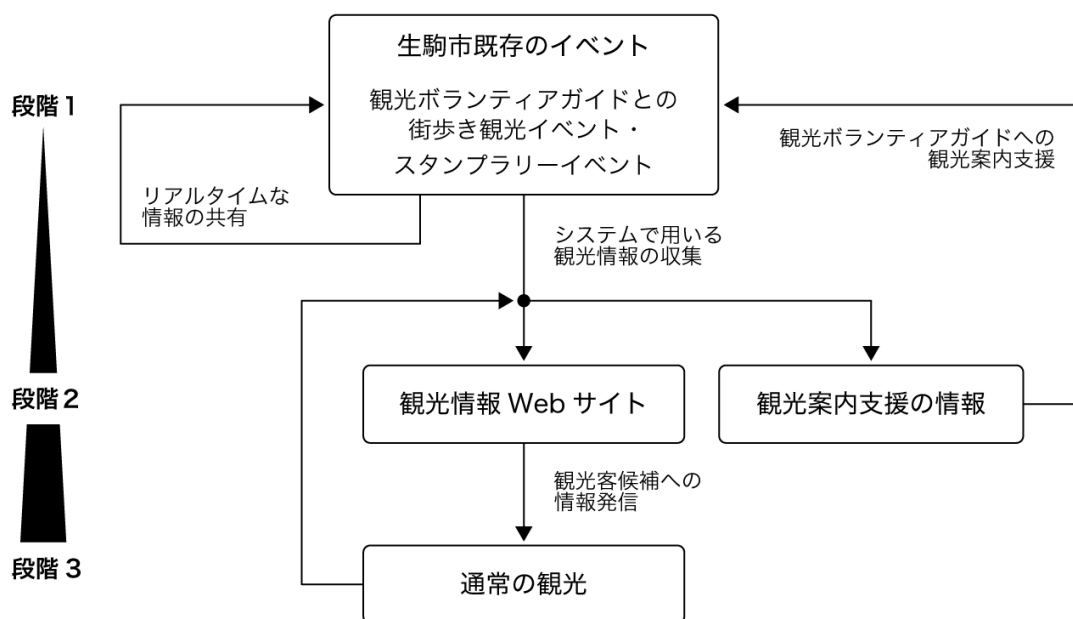 生駒市既存のイベント
観光ボランティアガイドとの
街歩き観光イベント・
スタンプラリーイベント
段階1
観光ボランティアガイドへの
観光案内支援
リアルタイムな
情報の共有
システムで用いる
観光情報の収集
段階2
観光情報 Web サイト
観光案内支援の情報
観光客候補への
情報発信
段階3
通常の観光